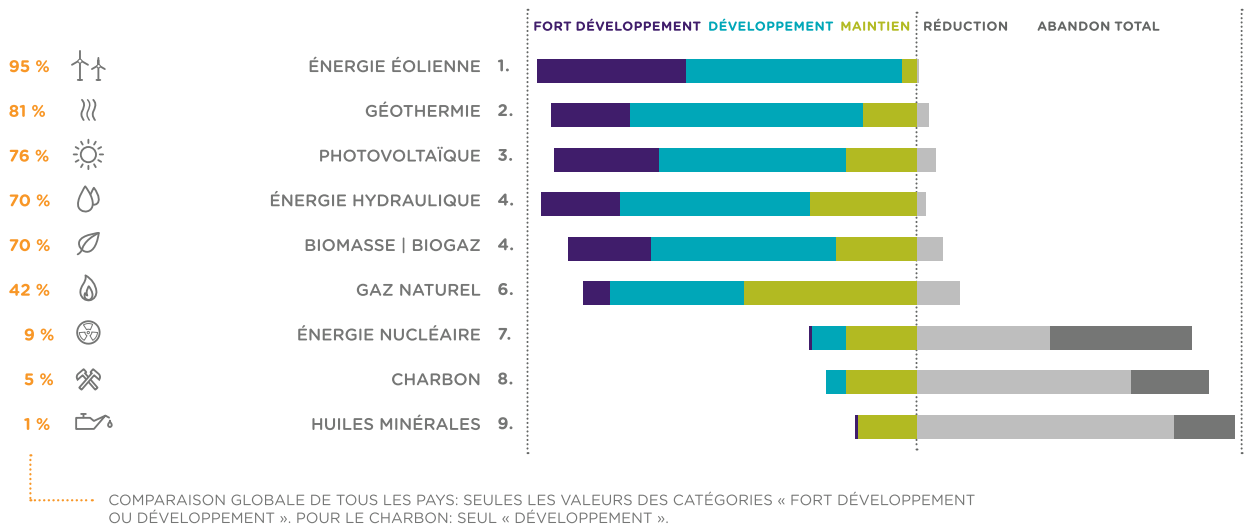 FORT DÉVELOPPEMENT DÉVELOPPEMENT MAINTIEN RÉDUCTION ABANDON TOTAL
95 % ÉNERGIE ÉOLIENNE 1.
81 % GÉOTHERMIE 2.
76 % PHOTOVOLTAÏQUE 3.
70 % ÉNERGIE HYDRAULIQUE 4.
70 % BIOMASSE | BIOGAZ 4.
42 % GAZ NATUREL 6.
9 % ÉNERGIE NUCLÉAIRE 7.
5 % CHARBON 8.
1 % HUILES MINÉRALES 9.
COMPARAISON GLOBALE DE TOUS LES PAYS: SEULES LES VALEURS DES CATÉGORIES « FORT DÉVELOPPEMENT
OU DÉVELOPPEMENT ». POUR LE CHARBON: SEUL « DÉVELOPPEMENT ».